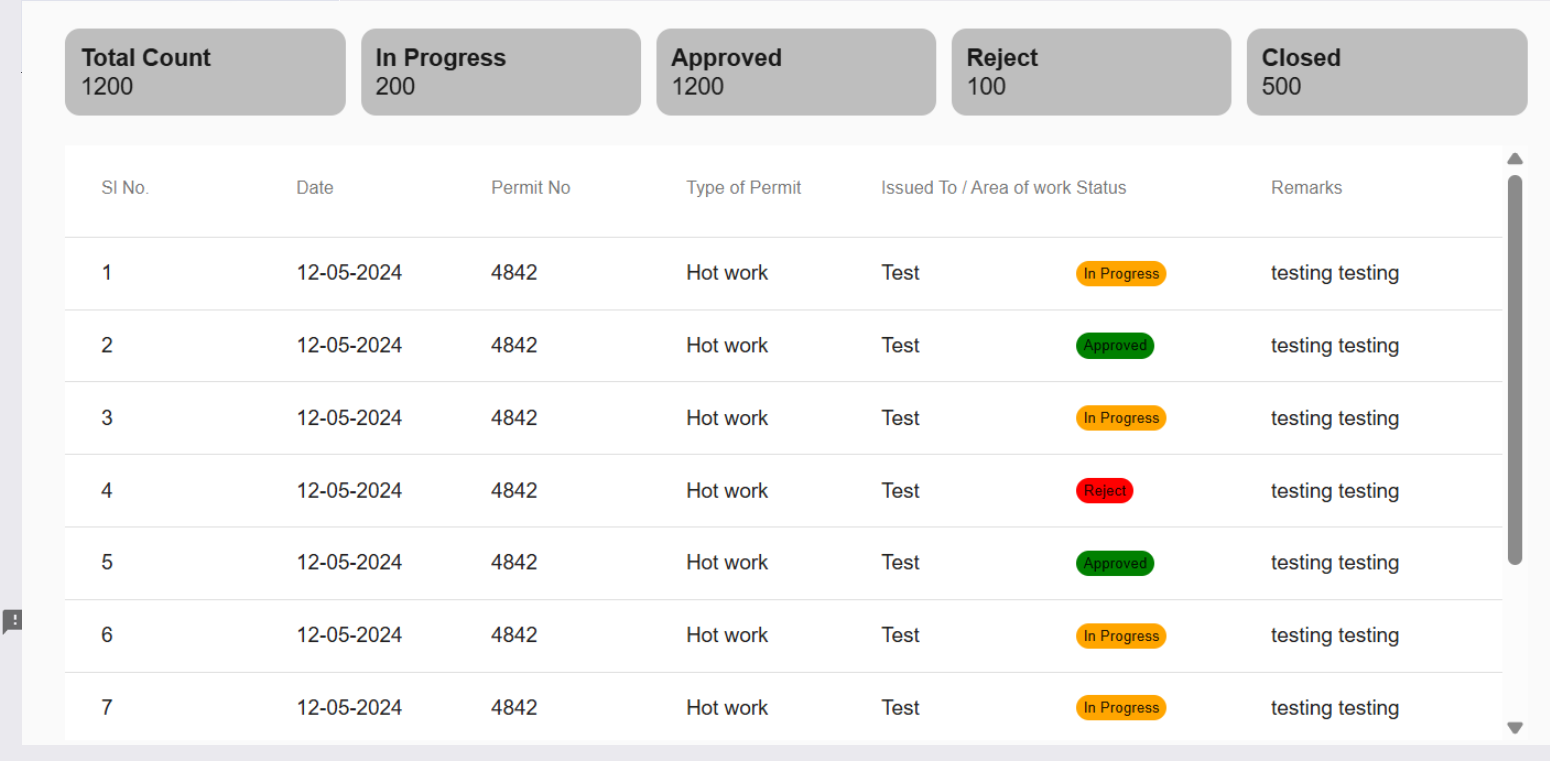 Total Count In Progress Approved Reject Closed
1200 200 1200 100 500
Sl No. Date Permit No Type of Permit Issued To / Area of work Status Remarks
1 12-05-2024 4842 Hot work Test In Progress testing testing
2 12-05-2024 4842 Hot work Test Approved testing testing
3 12-05-2024 4842 Hot work Test In Progress testing testing
4 12-05-2024 4842 Hot work Test Reject testing testing
5 12-05-2024 4842 Hot work Test Approved testing testing
6 12-05-2024 4842 Hot work Test In Progress testing testing
7 12-05-2024 4842 Hot work Test In Progress testing testing